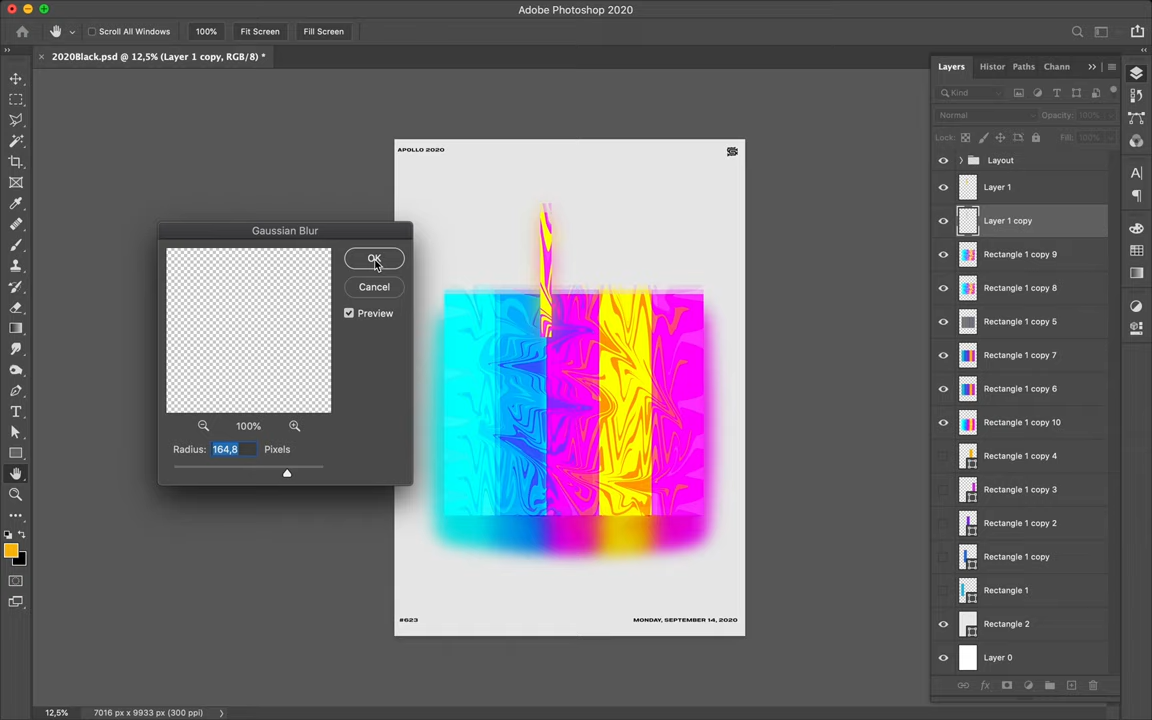 Adobe Photoshop 2020
Scroll All Windows
100%
Fit Screen
Fill Screen
2020Black.psd @ 12,5% (Layer 1 copy, RGB/8) *
Layers
Histor
Paths
Chann
Kind
Normal
Opacity: 100%
Lock:
Fill: 100%
Layout
Layer 1
Layer 1 copy
Rectangle 1 copy 9
Rectangle 1 copy 8
Rectangle 1 copy 5
Rectangle 1 copy 7
Rectangle 1 copy 6
Rectangle 1 copy 10
Rectangle 1 copy 4
Rectangle 1 copy 3
Rectangle 1 copy 2
Rectangle 1 copy
Rectangle 1
Rectangle 2
Layer 0
Gaussian Blur
OK
Cancel
Preview
100%
Radius: 164,8 Pixels
APOLLO 2020
#623
MONDAY, SEPTEMBER 14, 2020
12,5%
7016 px x 9933 px (300 ppi)